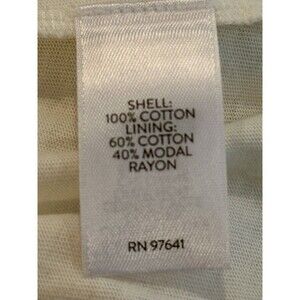 SHELL:
100% COTTON
LINING:
60% COTTON
40% MODAL
RAYON
RN 97641